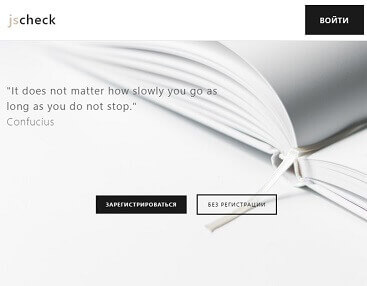 jscheck
ВОЙТИ
"It does not matter how slowly you go as
long as you do not stop."
Confucius
ЗАРЕГИСТРИРОВАТЬСЯ
БЕЗ РЕГИСТРАЦИИ